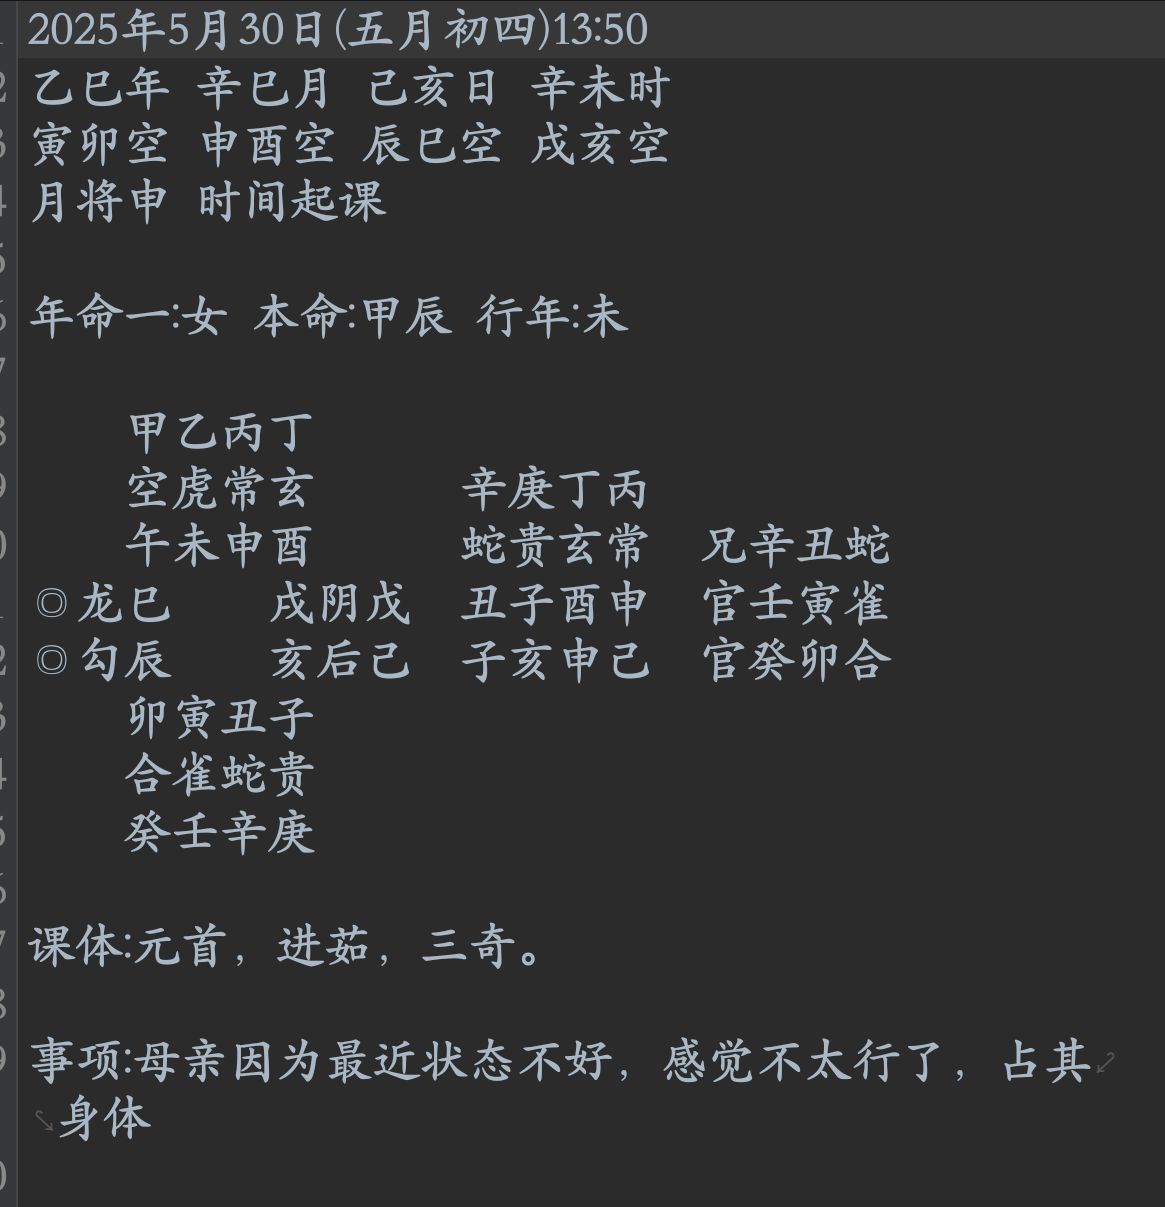 2025年5月30日(五月初四)13:50
乙巳年 辛巳月 己亥日 辛未时
寅卯空 申酉空 辰巳空 戌亥空
月将申 时间起课
年命一:女 本命:甲辰 行年:未
甲乙丙丁
空虎常玄 辛庚丁丙
午未申酉 蛇贵玄常 兄辛丑蛇
◎龙巳 戌阴戊 丑子酉申 官壬寅雀
◎勾辰 亥后己 子亥申己 官癸卯合
卯寅丑子
合雀蛇贵
癸壬辛庚
课体:元首，进茹，三奇。
事项:母亲因为最近状态不好，感觉不太行了，占其
身体